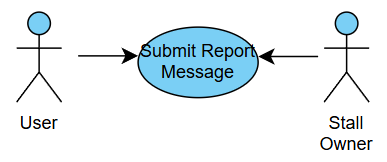 Submit Report
Message
User
Stall
Owner